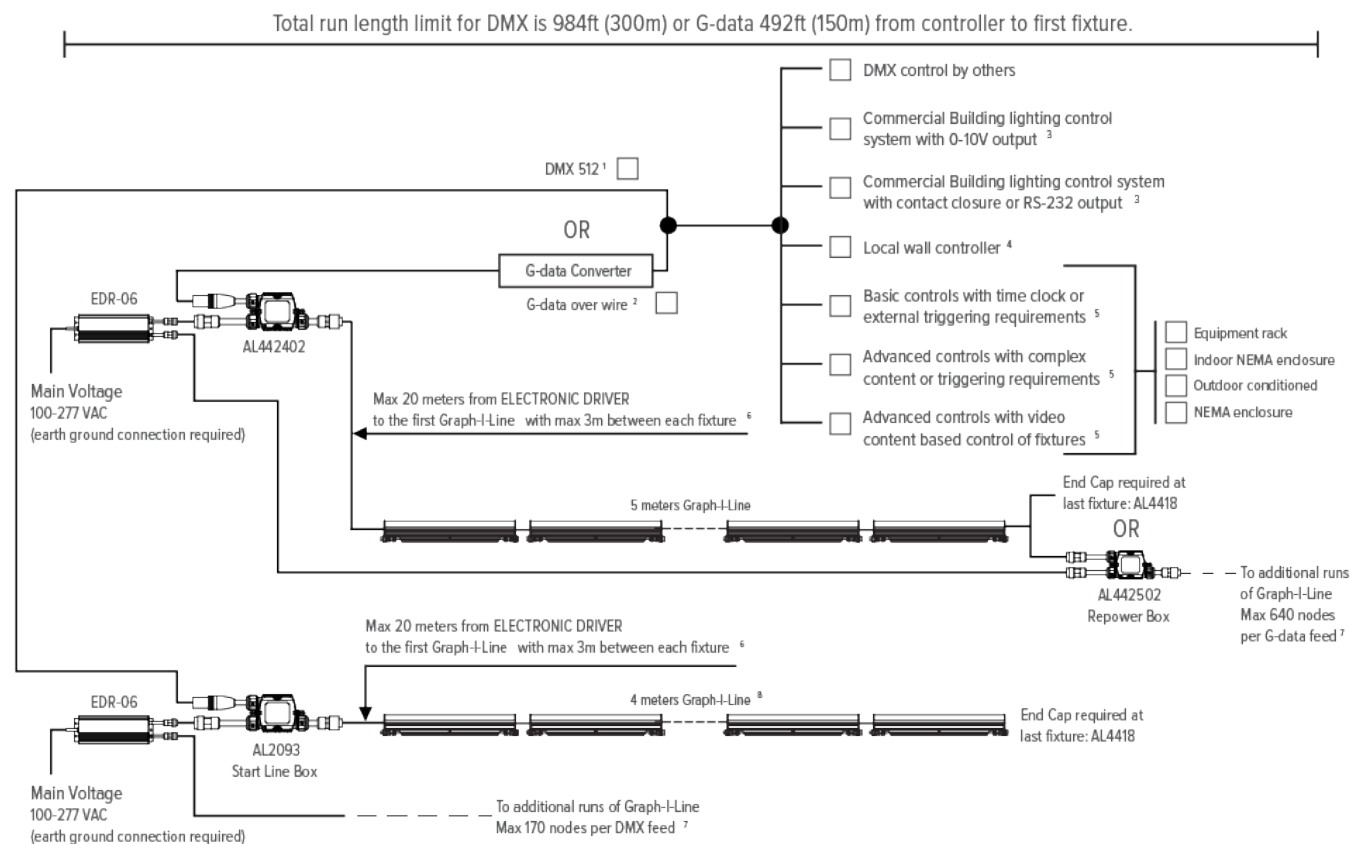 Total run length limit for DMX is 984ft (300m) or G-data 492ft (150m) from controller to first fixture.
DMX control by others
Commercial Building lighting control
system with 0-10V output ³
DMX 512 ¹
Commercial Building lighting control system
with contact closure or RS-232 output ³
OR
Local wall controller ⁴
G-data Converter
G-data over wire ²
Basic controls with time clock or
external triggering requirements ⁵
Advanced controls with complex
content or triggering requirements ⁵
Advanced controls with video
content based control of fixtures ⁵
Equipment rack
Indoor NEMA enclosure
Outdoor conditioned
NEMA enclosure
EDR-06
AL442402
Main Voltage
100-277 VAC
(earth ground connection required)
Max 20 meters from ELECTRONIC DRIVER
to the first Graph-I-Line with max 3m between each fixture ⁶
5 meters Graph-I-Line
End Cap required at
last fixture: AL4418
OR
AL442502
Repower Box
To additional runs
of Graph-I-Line
Max 640 nodes
per G-data feed ⁷
Max 20 meters from ELECTRONIC DRIVER
to the first Graph-I-Line with max 3m between each fixture ⁶
EDR-06
AL2093
Start Line Box
4 meters Graph-I-Line ⁸
End Cap required at
last fixture: AL4418
Main Voltage
100-277 VAC
(earth ground connection required)
To additional runs of Graph-I-Line
Max 170 nodes per DMX feed ⁷